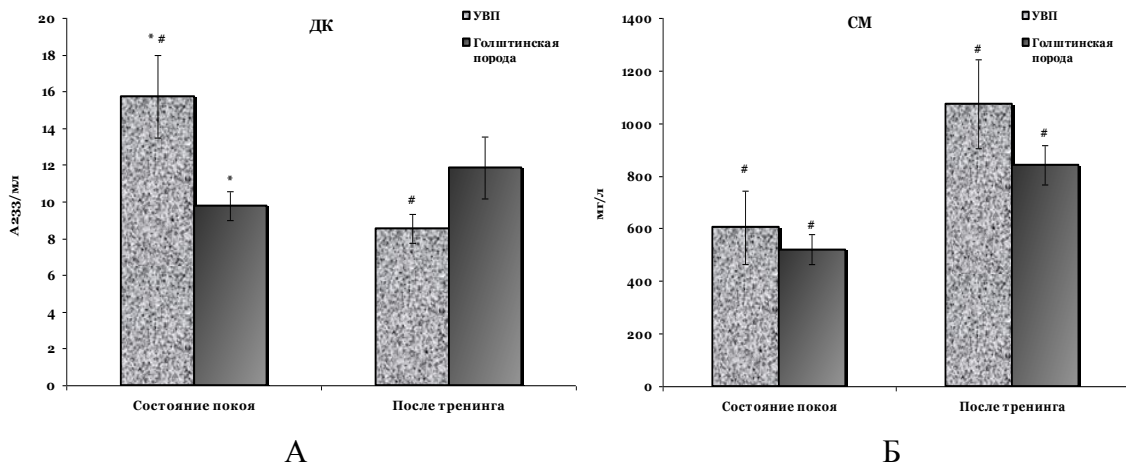 ДК
УВП
Голштинская
порода
* #
*
#
А233/мл
20
18
16
14
12
10
8
6
4
2
0
Состояние покоя
После тренинга
А
СМ
УВП
Голштинская
порода
#
#
#
#
мг/л
1400
1200
1000
800
600
400
200
0
Состояние покоя
После тренинга
Б